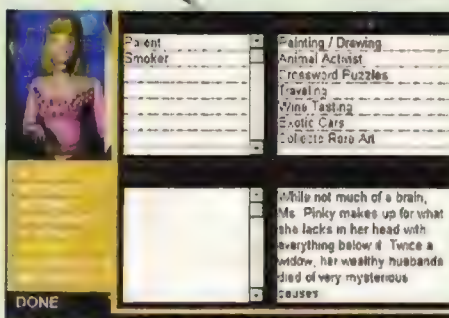 Parent
Smoker
Painting / Drawing
Animal Activist
Crossword Puzzles
Traveling
Wine Tasting
Exotic Cars
Collects Rare Art
While not much of a brain,
Ms. Pinky makes up for what
she lacks in her head with
everything below it. Twice a
widow, her wealthy husbands
died of very mysterious
causes
DONE